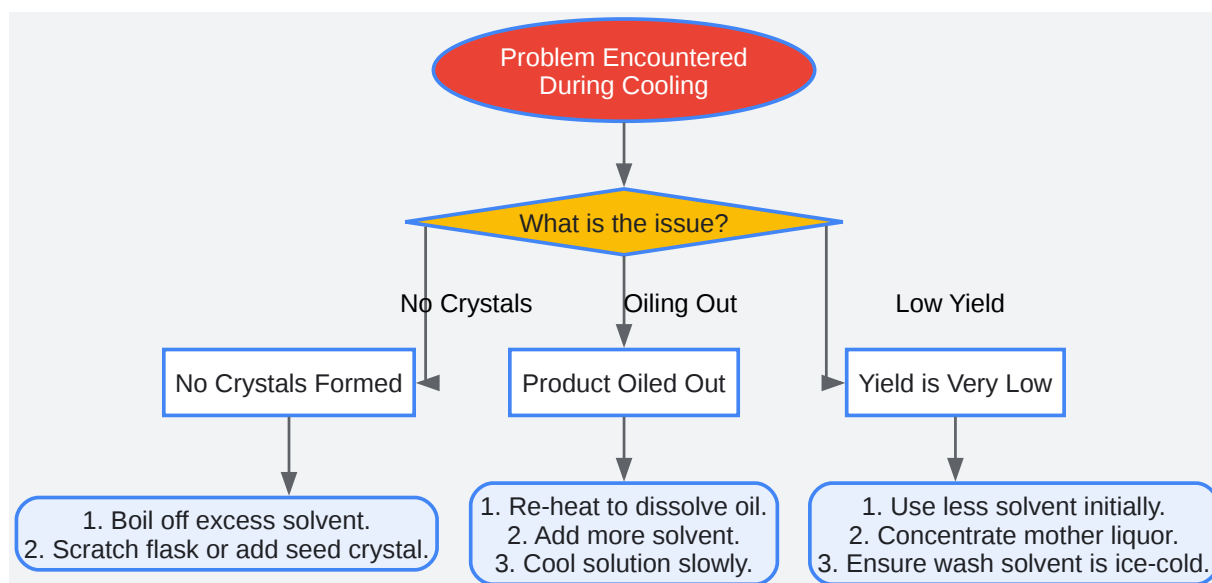 Problem Encountered
During Cooling
What is the issue?
No Crystals
Oiling Out
Low Yield
No Crystals Formed
Product Oiled Out
Yield is Very Low
1. Boil off excess solvent.
2. Scratch flask or add seed crystal.
1. Re-heat to dissolve oil.
2. Add more solvent.
3. Cool solution slowly.
1. Use less solvent initially.
2. Concentrate mother liquor.
3. Ensure wash solvent is ice-cold.